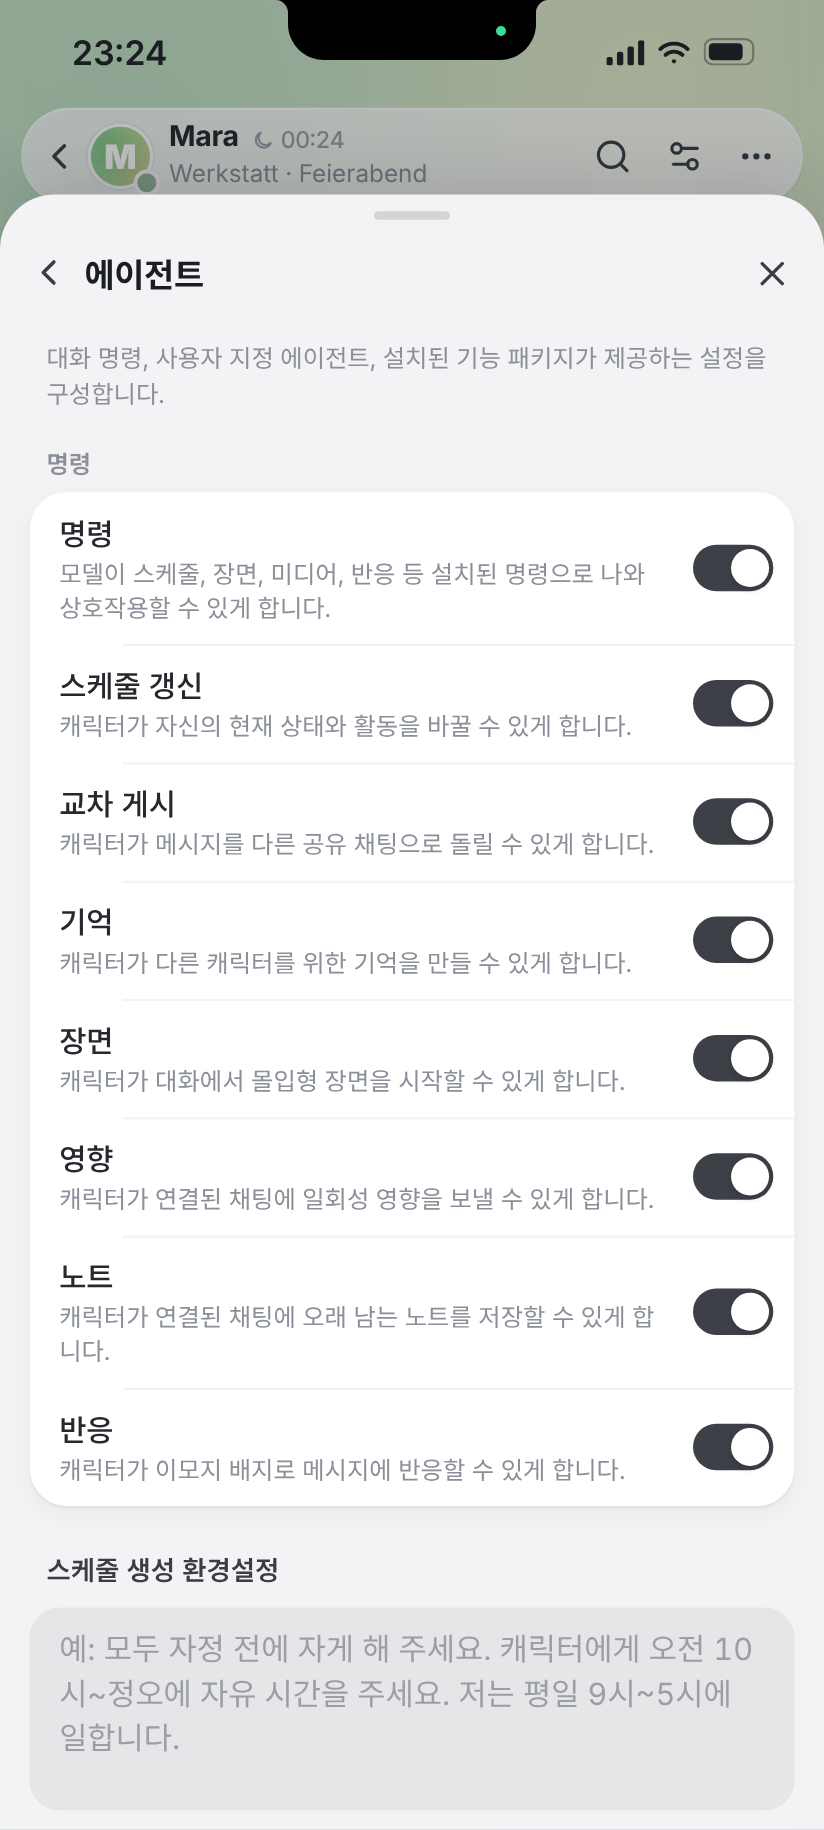 23:24
M
Mara 00:24
Werkstatt · Feierabend
에이전트
대화 명령, 사용자 지정 에이전트, 설치된 기능 패키지가 제공하는 설정을
구성합니다.
명령
명령
모델이 스케줄, 장면, 미디어, 반응 등 설치된 명령으로 나와
상호작용할 수 있게 합니다.
스케줄 갱신
캐릭터가 자신의 현재 상태와 활동을 바꿀 수 있게 합니다.
교차 게시
캐릭터가 메시지를 다른 공유 채팅으로 돌릴 수 있게 합니다.
기억
캐릭터가 다른 캐릭터를 위한 기억을 만들 수 있게 합니다.
장면
캐릭터가 대화에서 몰입형 장면을 시작할 수 있게 합니다.
영향
캐릭터가 연결된 채팅에 일회성 영향을 보낼 수 있게 합니다.
노트
캐릭터가 연결된 채팅에 오래 남는 노트를 저장할 수 있게 합
니다.
반응
캐릭터가 이모지 배지로 메시지에 반응할 수 있게 합니다.
스케줄 생성 환경설정
예: 모두 자정 전에 자게 해 주세요. 캐릭터에게 오전 10
시~정오에 자유 시간을 주세요. 저는 평일 9시~5시에
일합니다.